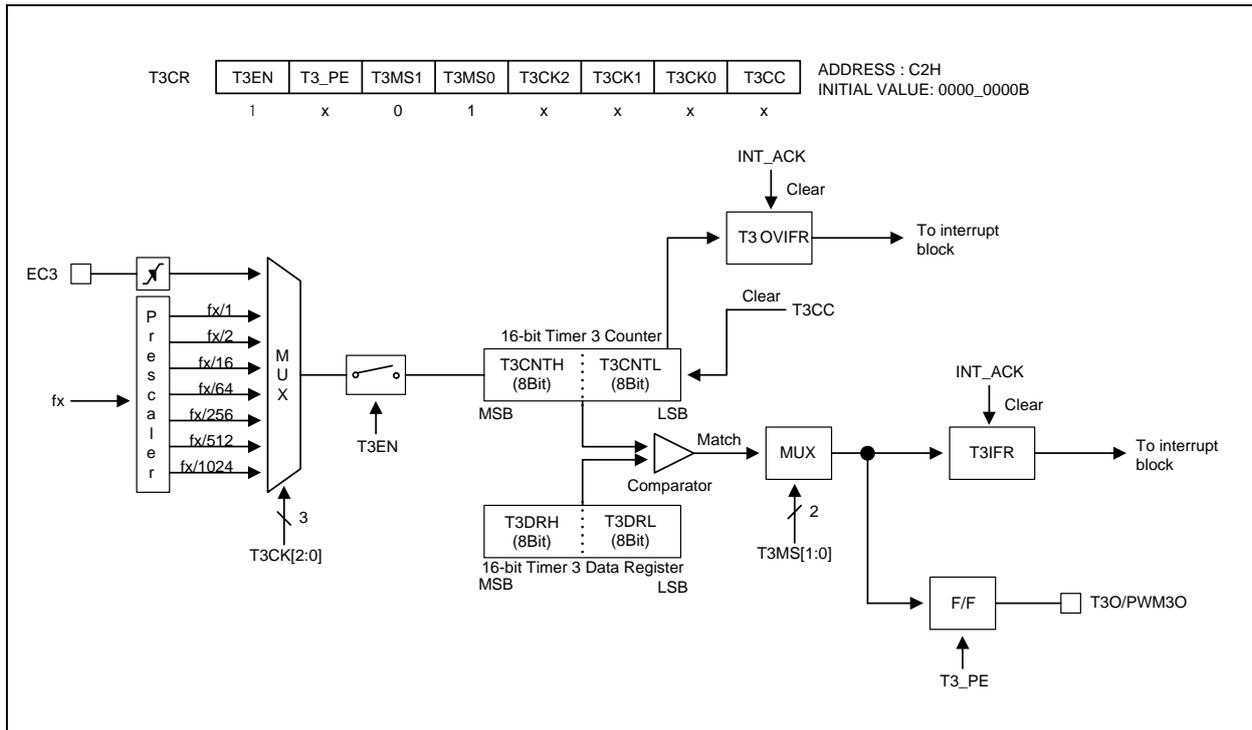 T3CR T3EN T3_PE T3MS1 T3MS0 T3CK2 T3CK1 T3CK0 T3CC
1 x 0 1 x x x x
ADDRESS : C2H
INITIAL VALUE: 0000_0000B
INT_ACK
Clear
T3 OVIFR
To interrupt
block
EC3
Prescaler
fx
fx/1
fx/2
fx/16
fx/64
fx/256
fx/512
fx/1024
MUX
3
T3CK[2:0]
T3EN
Clear
T3CC
16-bit Timer 3 Counter
T3CNTH
(8Bit)
T3CNTL
(8Bit)
MSB
LSB
Comparator
Match
T3DRH
(8Bit)
T3DRL
(8Bit)
16-bit Timer 3 Data Register
MSB
LSB
MUX
2
T3MS[1:0]
INT_ACK
Clear
T3IFR
To interrupt
block
F/F
T3O/PWM3O
T3_PE